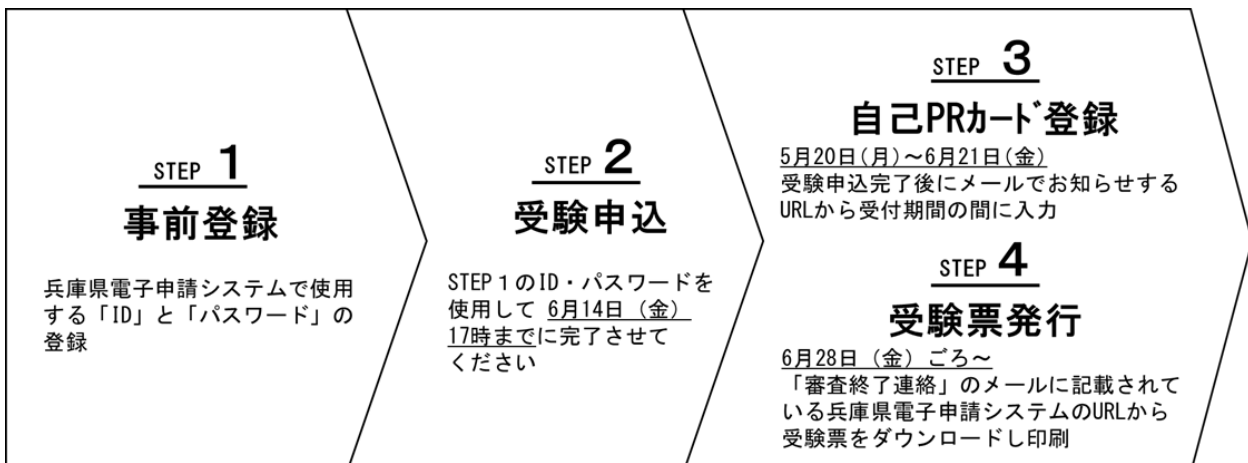 STEP 1
事前登録
兵庫県電子申請システムで使用
する「ID」と「パスワード」の
登録
STEP 2
受験申込
STEP１のID・パスワードを
使用して 6月14日（金）
17時までに完了させて
ください
STEP 3
自己PRｶｰﾄﾞ登録
5月20日(月)～6月21日(金)
受験申込完了後にメールでお知らせする
URLから受付期間の間に入力
STEP 4
受験票発行
6月28日（金）ごろ～
「審査終了連絡」のメールに記載されて
いる兵庫県電子申請システムのURLから
受験票をダウンロードし印刷